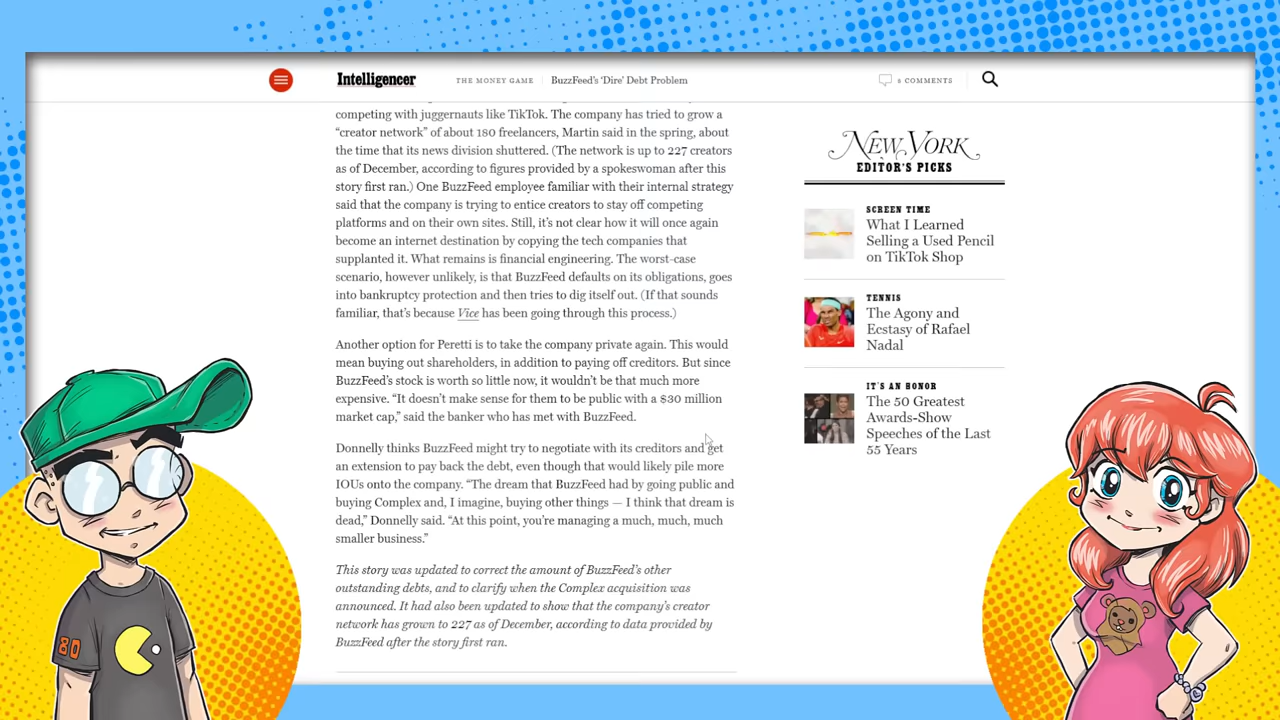 Intelligencer
THE MONEY GAME
BuzzFeed's 'Dire' Debt Problem
COMMENTS
competing with juggernauts like TikTok. The company has tried to grow a
“creator network” of about 180 freelancers, Martin said in the spring, about
the time that its news division shuttered. (The network is up to 227 creators
as of December, according to figures provided by a spokeswoman after this
story first ran.) One BuzzFeed employee familiar with their internal strategy
said that the company is trying to entice creators to stay off competing
platforms and on their own sites. Still, it’s not clear how it will once again
become an internet destination by copying the tech companies that
supplanted it. What remains is financial engineering. The worst-case
scenario, however unlikely, is that BuzzFeed defaults on its obligations, goes
into bankruptcy protection and then tries to dig itself out. (If that sounds
familiar, that’s because Vice has been going through this process.)
Another option for Peretti is to take the company private again. This would
mean buying out shareholders, in addition to paying off creditors. But since
BuzzFeed’s stock is worth so little now, it wouldn’t be that much more
expensive. “It doesn’t make sense for them to be public with a $30 million
market cap,” said the banker who has met with BuzzFeed.
Donnelly thinks BuzzFeed might try to negotiate with its creditors and get
an extension to pay back the debt, even though that would likely pile more
IOUs onto the company. “The dream that BuzzFeed had by going public and
buying Complex and, I imagine, buying other things — I think that dream is
dead,” Donnelly said. “At this point, you’re managing a much, much, much
smaller business.”
This story was updated to correct the amount of BuzzFeed’s other
outstanding debts, and to clarify when the Complex acquisition was
announced. It had also been updated to show that the company’s creator
network has grown to 227 as of December, according to data provided by
BuzzFeed after the story first ran.
NEW YORK
EDITOR'S PICKS
SCREEN TIME
What I Learned
Selling a Used Pencil
on TikTok Shop
TENNIS
The Agony and
Ecstasy of Rafael
Nadal
IT'S AN HONOR
The 50 Greatest
Awards-Show
Speeches of the Last
55 Years
80